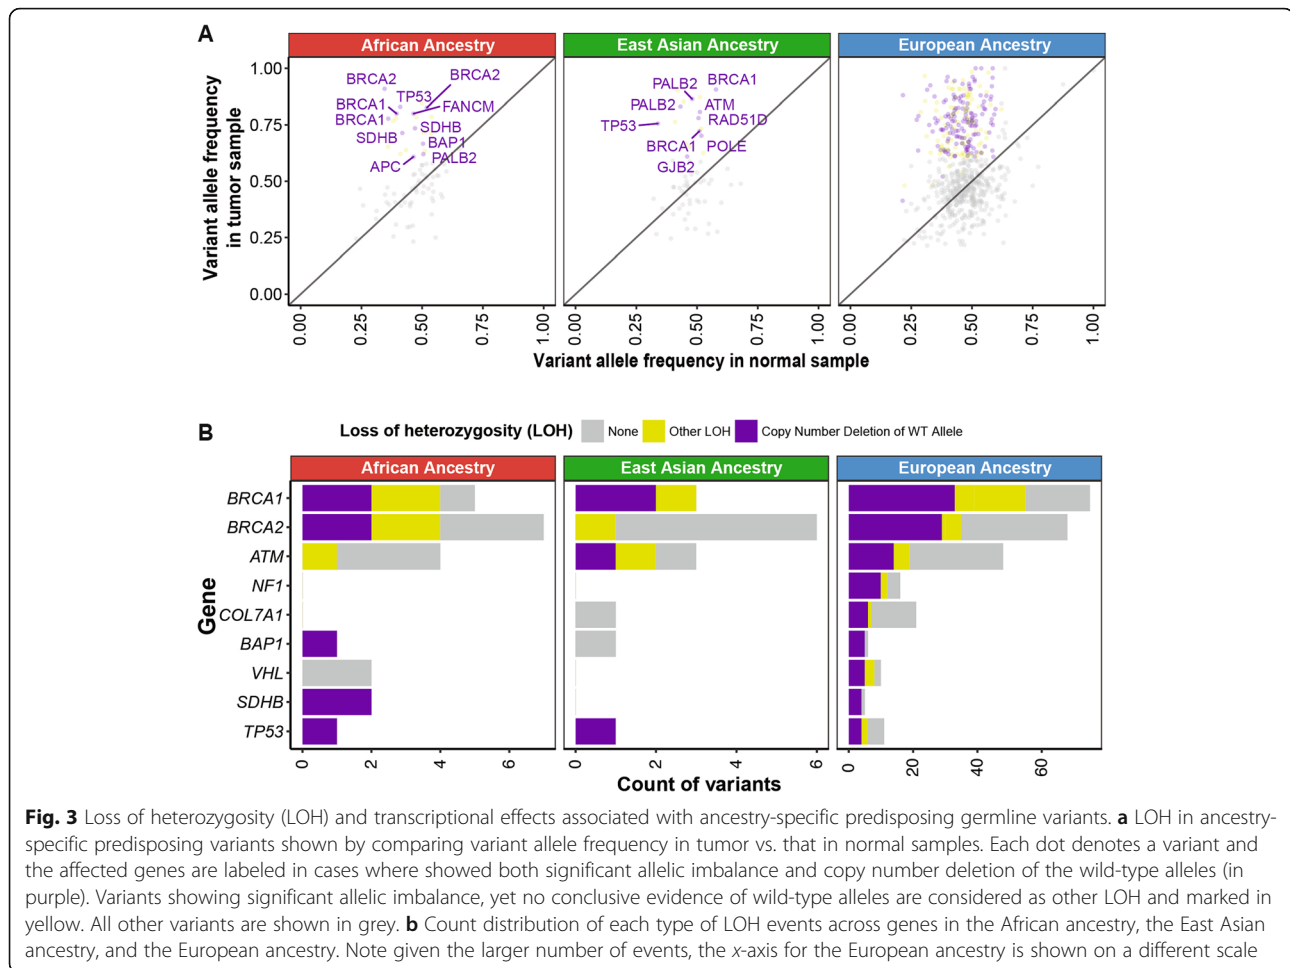 A
African Ancestry
East Asian Ancestry
European Ancestry
Variant allele frequency
in tumor sample
1.00
0.75
0.50
0.25
0.00
BRCA2
BRCA2
TP53
BRCA1
FANCM
BRCA1
SDHB
SDHB
BAP1
PALB2
APC
PALB2
BRCA1
PALB2
ATM
TP53
RAD51D
BRCA1
POLE
GJB2
0.00
0.25
0.50
0.75
1.00
0.00
0.25
0.50
0.75
1.00
0.00
0.25
0.50
0.75
1.00
Variant allele frequency in normal sample
B
Loss of heterozygosity (LOH) None Other LOH Copy Number Deletion of WT Allele
African Ancestry
East Asian Ancestry
European Ancestry
Gene
BRCA1
BRCA2
ATM
NF1
COL7A1
BAP1
VHL
SDHB
TP53
0
2
4
6
0
2
4
6
0
20
40
60
Count of variants
Fig. 3 Loss of heterozygosity (LOH) and transcriptional effects associated with ancestry-specific predisposing germline variants. a LOH in ancestry-
specific predisposing variants shown by comparing variant allele frequency in tumor vs. that in normal samples. Each dot denotes a variant and
the affected genes are labeled in cases where showed both significant allelic imbalance and copy number deletion of the wild-type alleles (in
purple). Variants showing significant allelic imbalance, yet no conclusive evidence of wild-type alleles are considered as other LOH and marked in
yellow. All other variants are shown in grey. b Count distribution of each type of LOH events across genes in the African ancestry, the East Asian
ancestry, and the European ancestry. Note given the larger number of events, the x-axis for the European ancestry is shown on a different scale